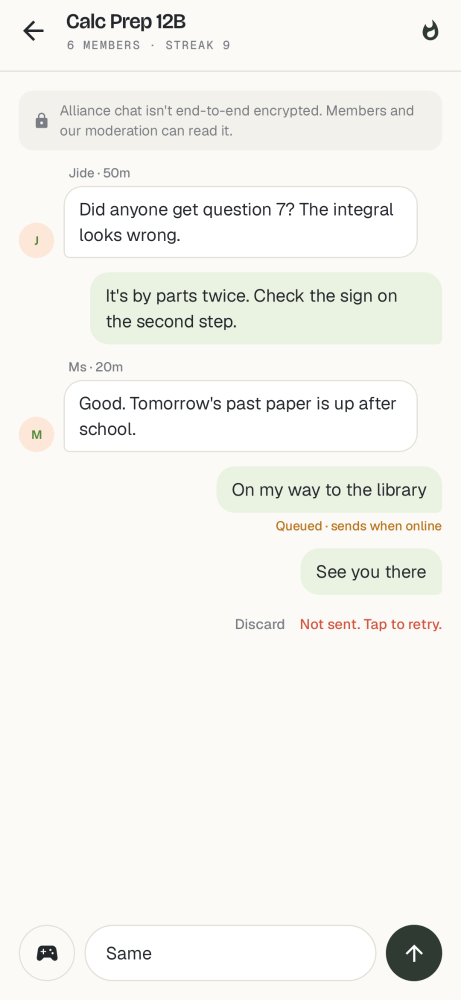 Calc Prep 12B
6 MEMBERS · STREAK 9
Alliance chat isn't end-to-end encrypted. Members and
our moderation can read it.
Jide · 50m
Did anyone get question 7? The integral
looks wrong.
J
It's by parts twice. Check the sign on
the second step.
Ms · 20m
Good. Tomorrow's past paper is up after
school.
M
On my way to the library
Queued · sends when online
See you there
Discard Not sent. Tap to retry.
Same